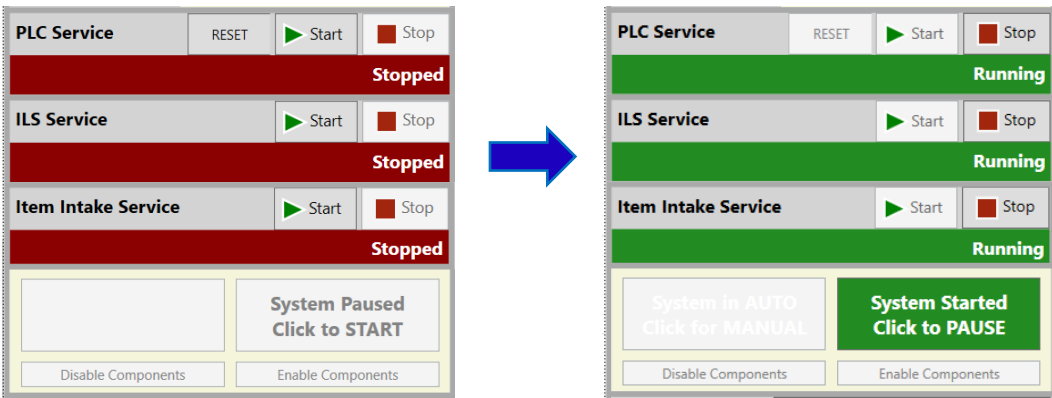 PLC Service RESET Start Stop
Stopped
ILS Service Start Stop
Stopped
Item Intake Service Start Stop
Stopped
System Paused
Click to START
Disable Components Enable Components
PLC Service RESET Start Stop
Running
ILS Service Start Stop
Running
Item Intake Service Start Stop
Running
System in AUTO
Click for MANUAL
System Started
Click to PAUSE
Disable Components Enable Components